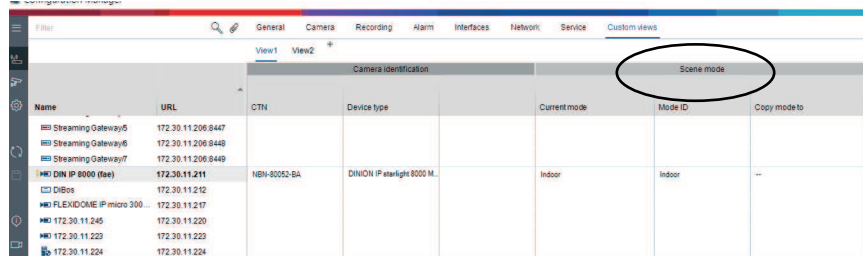 Configuration Manager
Filter General Camera Recording Alarm Interfaces Network Service Custom views
View1 View2 +
Camera identification Scene mode
Name URL CTN Device type Current mode Mode ID Copy mode to
Streaming Gateway/5 172.30.11.206:8447
Streaming Gateway/6 172.30.11.206:8448
Streaming Gateway/7 172.30.11.206:8449
DIN IP 8000 (fae) 172.30.11.211 NBN-80052-BA DINION IP starlight 8000 M... Indoor Indoor --
DiBos 172.30.11.212
FLEXIDOME IP micro 300... 172.30.11.217
172.30.11.245 172.30.11.220
172.30.11.223 172.30.11.223
172.30.11.224 172.30.11.224